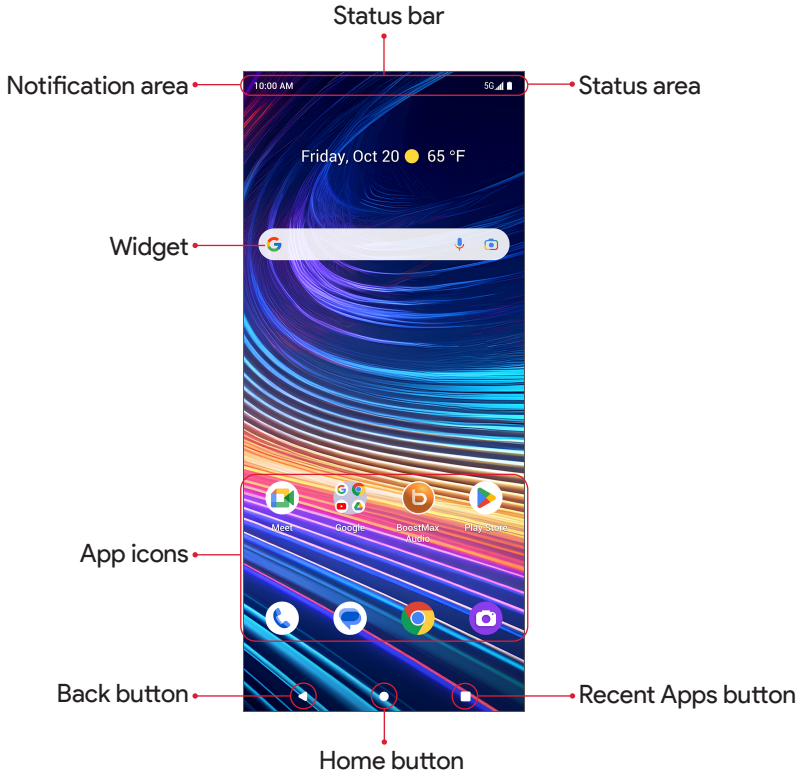 Status bar
Notification area
10:00 AM
5G
Status area
Friday, Oct 20 65 °F
Widget
Meet
Google
BoostMax
Audio
Play Store
App icons
Back button
Recent Apps button
Home button